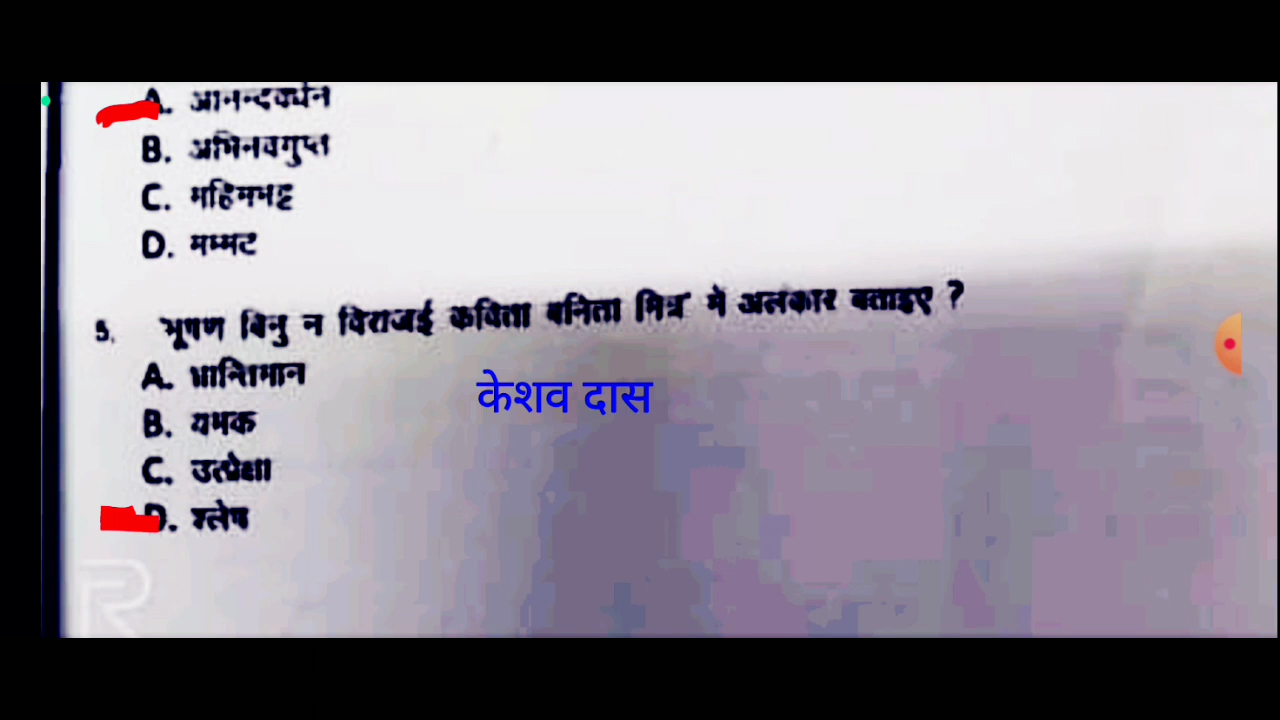 A. आनन्दवर्धन
B. अभिनवगुप्त
C. महिमभट्ट
D. मम्मट
5. भूषण बिनु न विराजई कविता बनिता मित्र मे अलंकार बताइए ?
A. भ्रान्तिमान
केशव दास
B. यमक
C. उत्प्रेक्षा
D. श्लेष